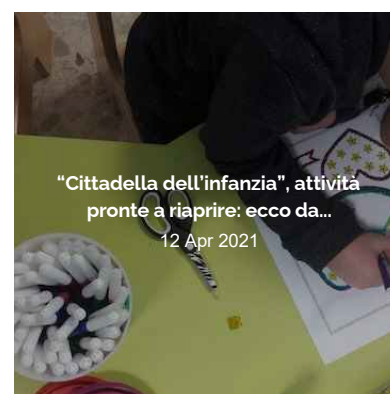 “Cittadella dell’infanzia”, attività
pronte a riaprire: ecco da...
12 Apr 2021